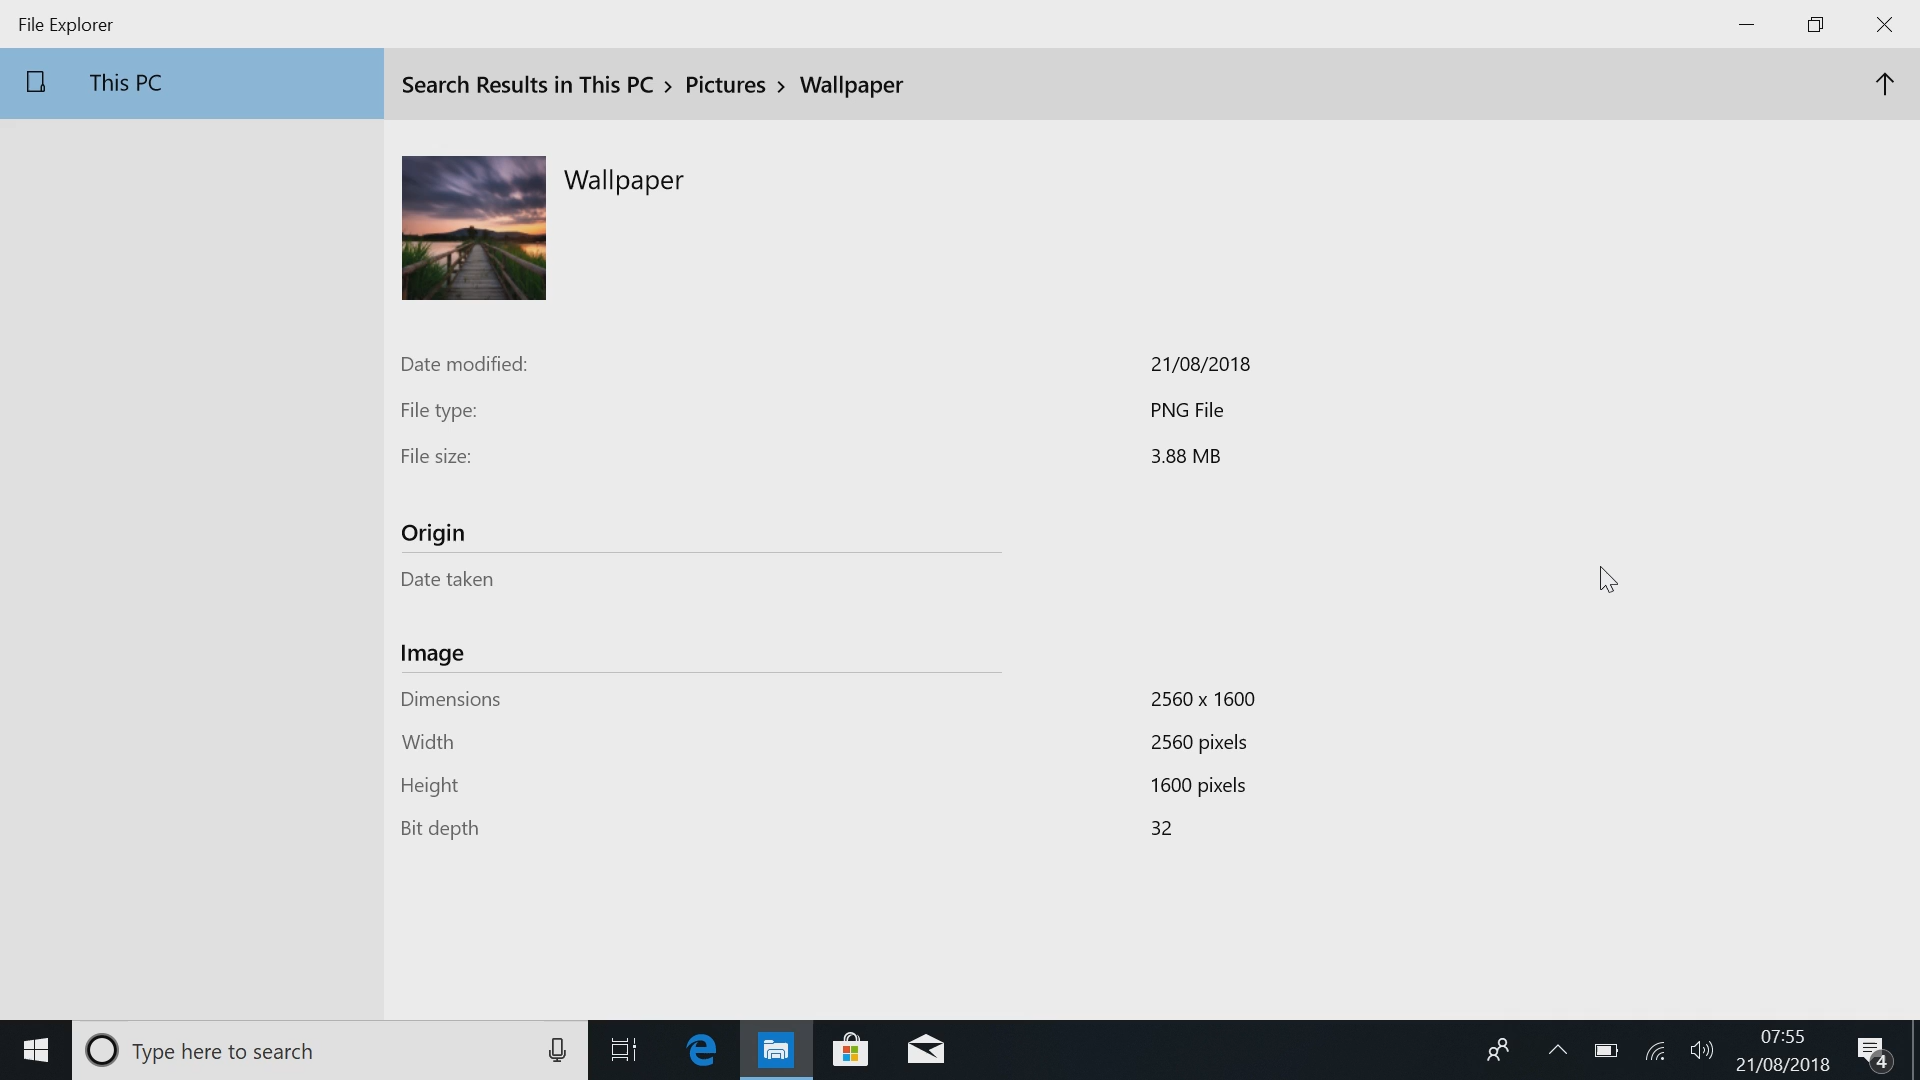 File Explorer
This PC
Search Results in This PC > Pictures > Wallpaper
Wallpaper
Date modified: 21/08/2018
File type: PNG File
File size: 3.88 MB
Origin
Date taken
Image
Dimensions 2560 x 1600
Width 2560 pixels
Height 1600 pixels
Bit depth 32
Type here to search
07:55
21/08/2018
4